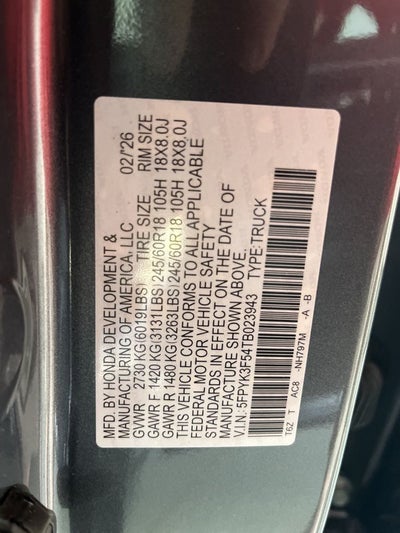 MFD. BY HONDA DEVELOPMENT &
MANUFACTURING OF AMERICA, LLC 02/26
GVWR 2730 KG(6019LBS) TIRE SIZE RIM SIZE
GAWR F 1420 KG(3131LBS)245/60R18 105H 18X8.0J
GAWR R 1480 KG(3263LBS)245/60R18 105H 18X8.0J
THIS VEHICLE CONFORMS TO ALL APPLICABLE
FEDERAL MOTOR VEHICLE SAFETY
STANDARDS IN EFFECT ON THE DATE OF
MANUFACTURE SHOWN ABOVE.
V.I.N.: 5FPYK3F54TB023943 TYPE:TRUCK
T6Z T AC8 -NH797M- -A -B